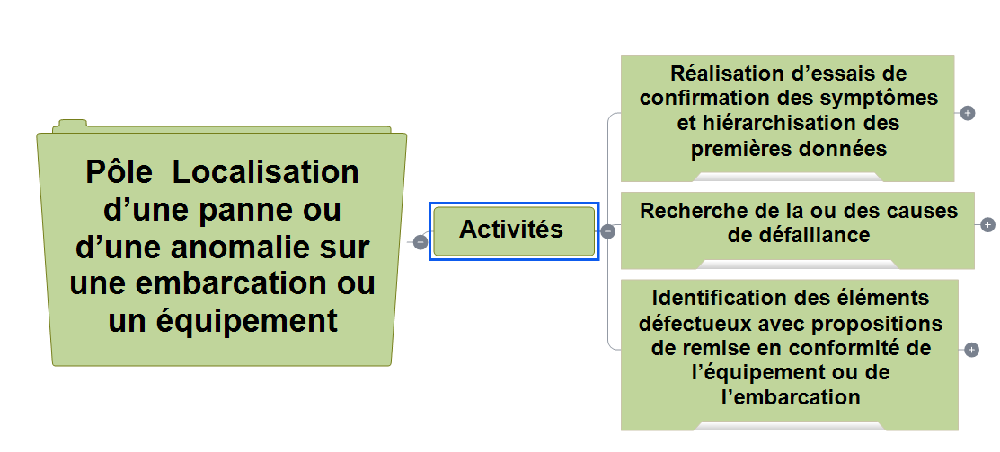 Pôle  Localisation
d’une panne ou
d’une anomalie sur
une embarcation ou
un équipement
Activités
Réalisation d’essais de
confirmation des symptômes
et hiérarchisation des
premières données
Recherche de la ou des causes
de défaillance
Identification des éléments
défectueux avec propositions
de remise en conformité de
l’équipement ou de
l’embarcation